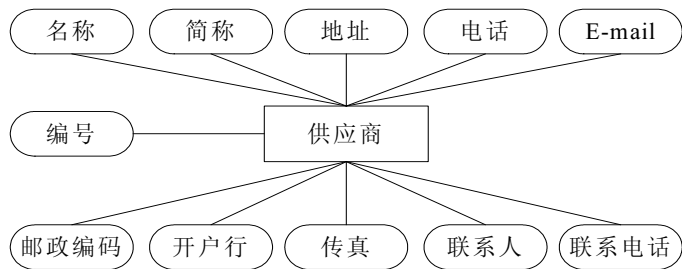 名称 简称 地址 电话 E-mail
编号 供应商
邮政编码 开户行 传真 联系人 联系电话